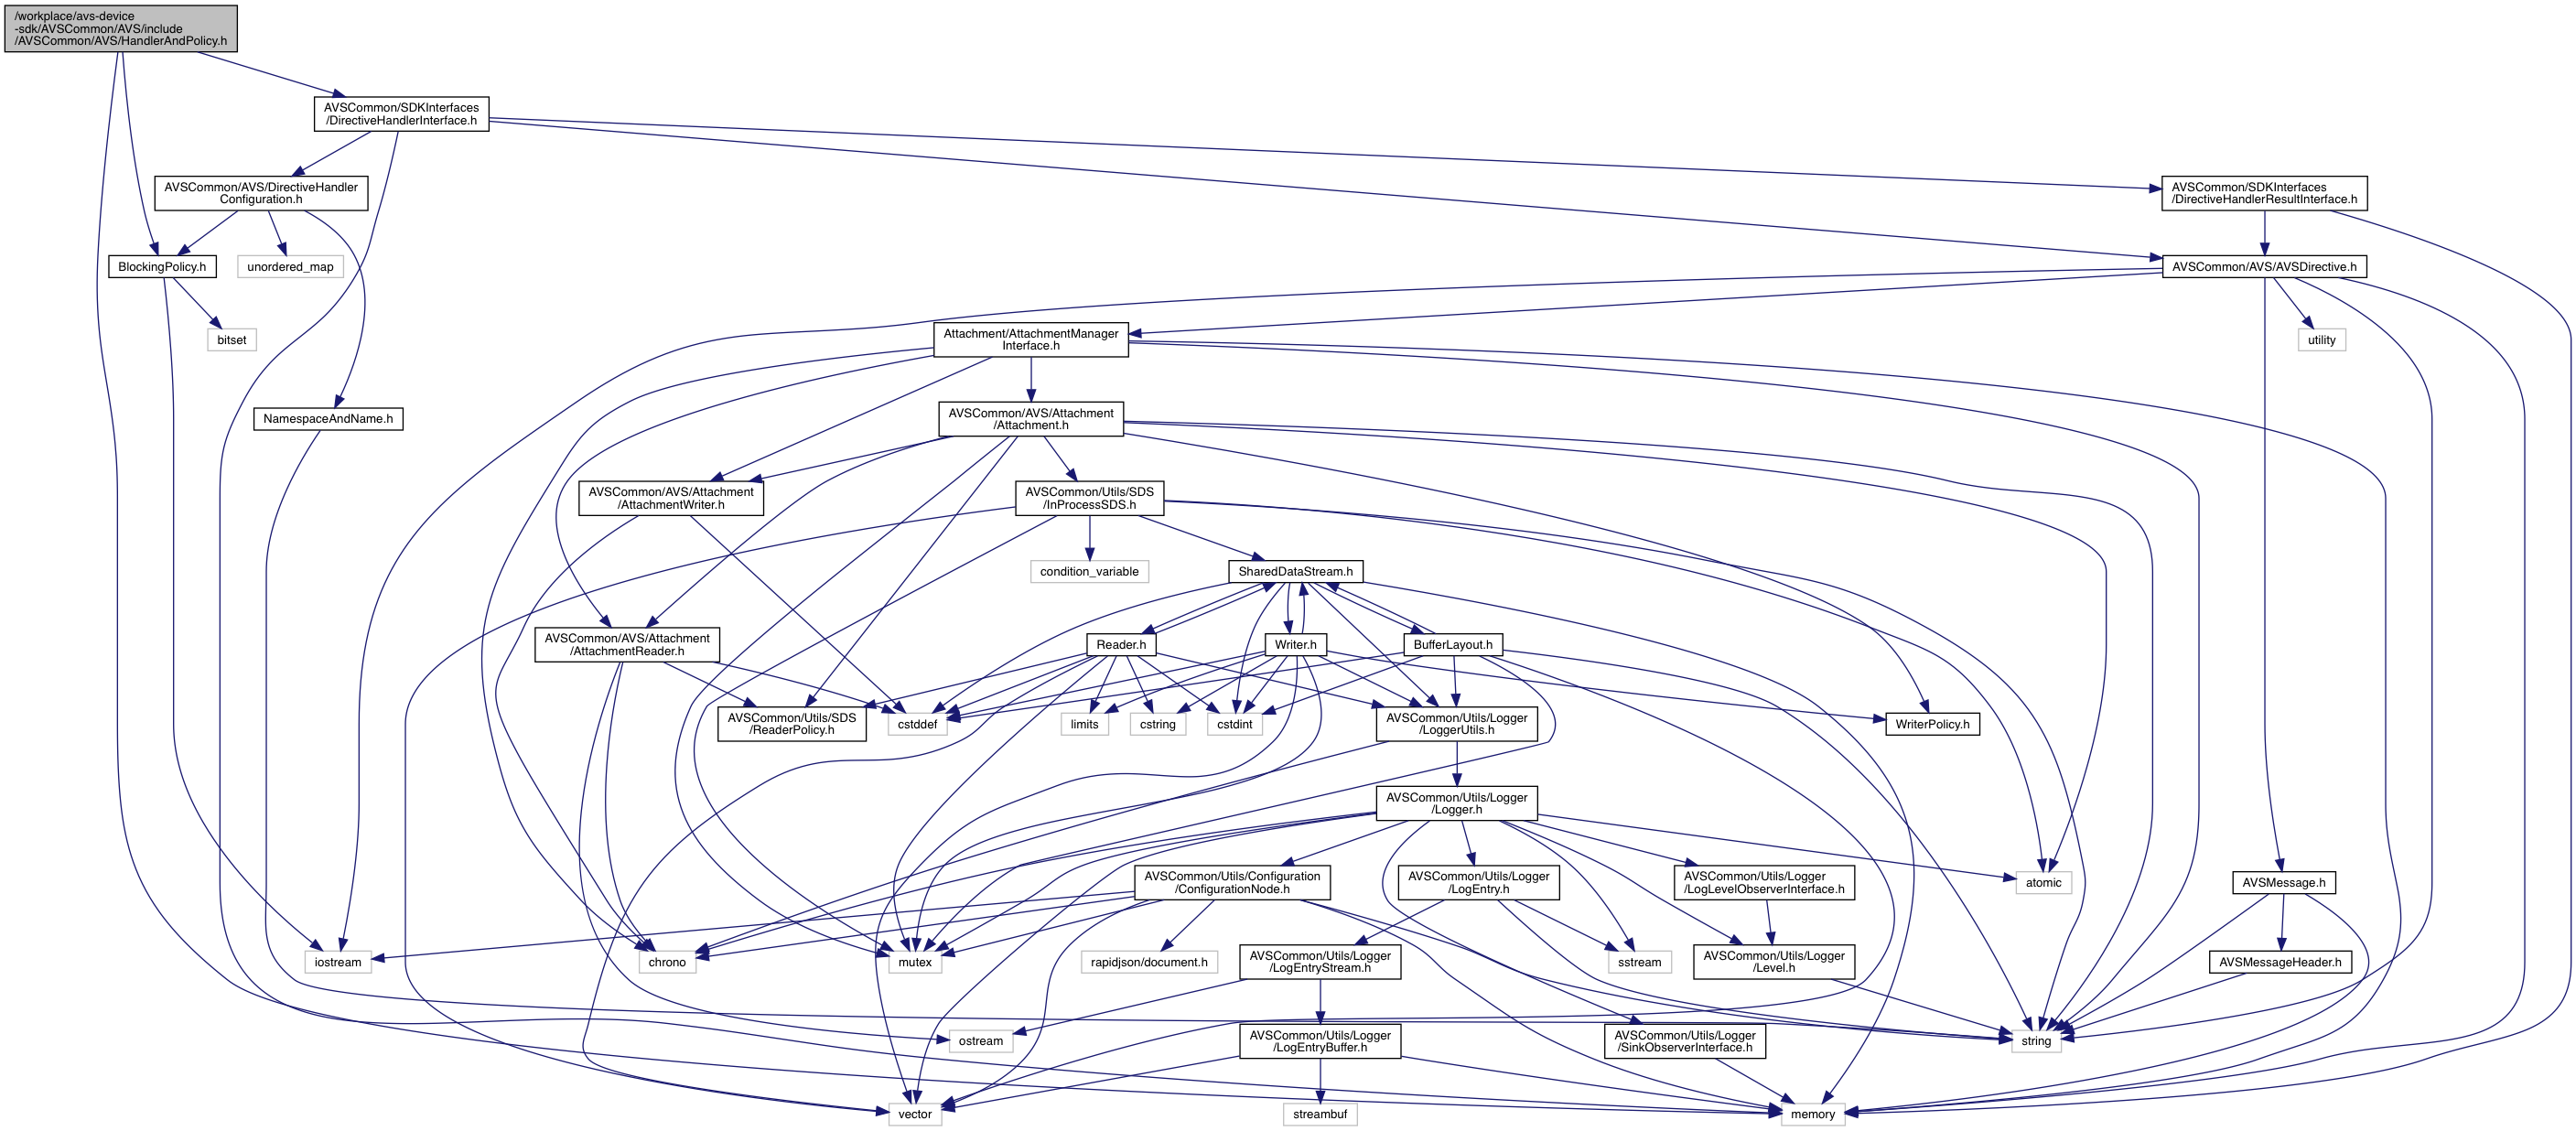 /workplace/avs-device
-sdk/AVSCommon/AVS/include
/AVSCommon/AVS/HandlerAndPolicy.h
AVSCommon/SDKInterfaces
/DirectiveHandlerInterface.h
AVSCommon/AVS/DirectiveHandler
Configuration.h
AVSCommon/SDKInterfaces
/DirectiveHandlerResultInterface.h
BlockingPolicy.h
unordered_map
AVSCommon/AVS/AVSDirective.h
bitset
Attachment/AttachmentManager
Interface.h
utility
NamespaceAndName.h
AVSCommon/AVS/Attachment
/Attachment.h
AVSCommon/AVS/Attachment
/AttachmentWriter.h
AVSCommon/Utils/SDS
/InProcessSDS.h
condition_variable
SharedDataStream.h
AVSCommon/AVS/Attachment
/AttachmentReader.h
Reader.h
Writer.h
BufferLayout.h
AVSCommon/Utils/SDS
/ReaderPolicy.h
cstddef
limits
cstring
cstdint
AVSCommon/Utils/Logger
/LoggerUtils.h
WriterPolicy.h
AVSCommon/Utils/Logger
/Logger.h
AVSCommon/Utils/Configuration
/ConfigurationNode.h
AVSCommon/Utils/Logger
/LogEntry.h
AVSCommon/Utils/Logger
/LogLevelObserverInterface.h
atomic
AVSMessage.h
iostream
chrono
mutex
rapidjson/document.h
AVSCommon/Utils/Logger
/LogEntryStream.h
sstream
AVSCommon/Utils/Logger
/Level.h
AVSMessageHeader.h
ostream
AVSCommon/Utils/Logger
/LogEntryBuffer.h
AVSCommon/Utils/Logger
/SinkObserverInterface.h
string
vector
streambuf
memory